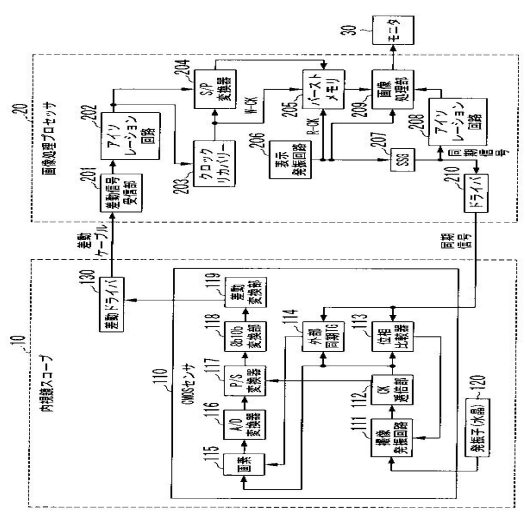 10
内視鏡スコープ
110
CMOSセンサ
115
画素
116
A/D
変換器
117
P/S
変換器
118
8b10b
変換部
119
差動
変換部
130
差動ドライバ
111
撮像
発振回路
112
CK
逓倍部
113
位相
比較器
114
外部
同期TG
120
発振子(水晶)
差動
ケーブル
同期
信号
20
画像処理プロセッサ
201
差動信号
受信部
202
アイソ
レーション
回路
203
クロック
リカバリー
204
S/P
変換器
W-CK
205
バースト
メモリ
R-CK
206
表示
発振回路
207
SSG
208
アイソ
レーション
回路
同期信号
209
画像
処理部
210
ドライバ
30
モニタ